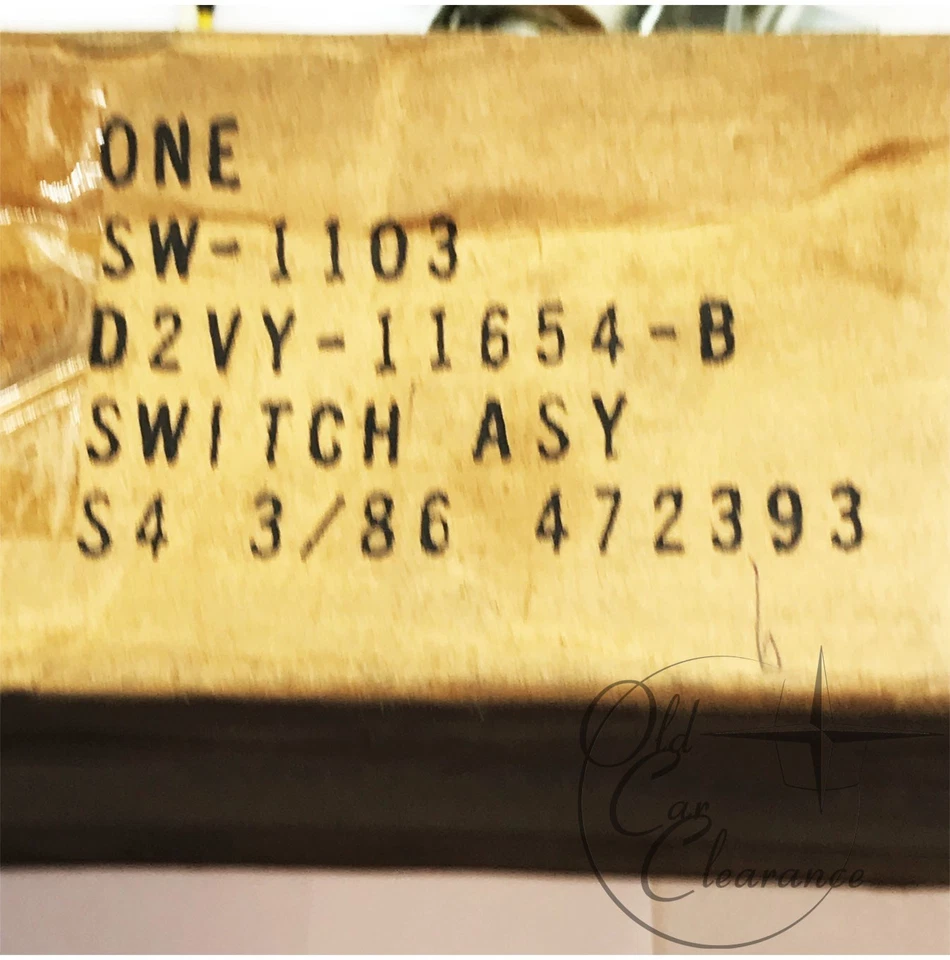 ONE
SW-1103
D2VY-11654-B
SWITCH ASY
S4 3/86 472393
Old
Car
Clearance